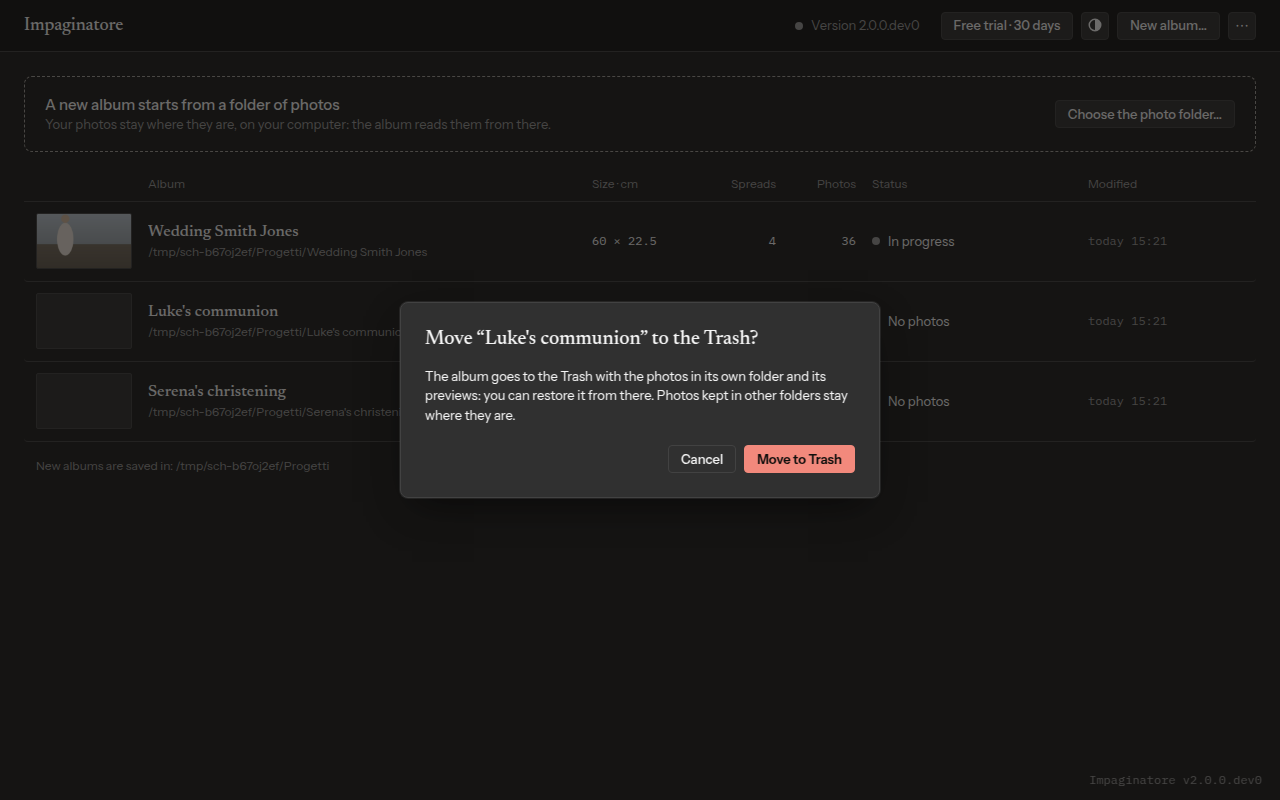 Impaginatore
Version 2.0.0.dev0
Free trial · 30 days
New album…
···
A new album starts from a folder of photos
Your photos stay where they are, on your computer: the album reads them from there.
Choose the photo folder…
Album Size · cm Spreads Photos Status Modified
Wedding Smith Jones
/tmp/sch-b67oj2ef/Progetti/Wedding Smith Jones
60 × 22.5 4 36 In progress today 15:21
Luke's communion
/tmp/sch-b67oj2ef/Progetti/Luke's
No photos today 15:21
Serena's christening
/tmp/sch-b67oj2ef/Progetti/Serena's
No photos today 15:21
New albums are saved in: /tmp/sch-b67oj2ef/Progetti
Move “Luke's communion” to the Trash?
The album goes to the Trash with the photos in its own folder and its
previews: you can restore it from there. Photos kept in other folders stay
where they are.
Cancel
Move to Trash
Impaginatore v2.0.0.dev0